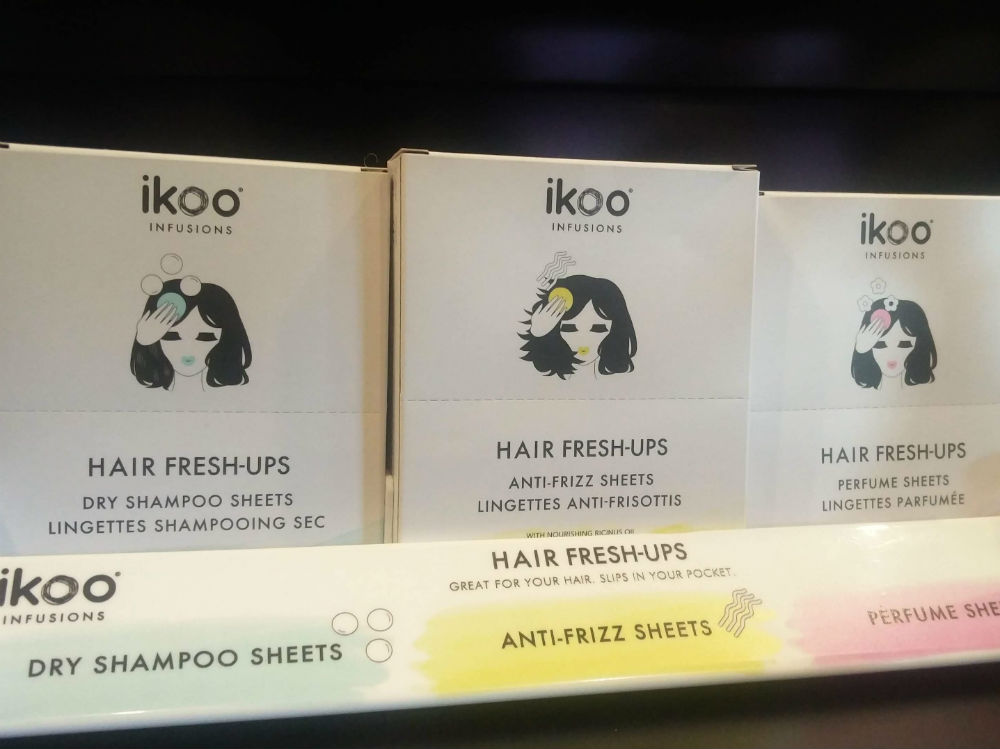 ikoo
INFUSIONS
HAIR FRESH-UPS
DRY SHAMPOO SHEETS
LINGETTES SHAMPOOING SEC
ikoo
INFUSIONS
HAIR FRESH-UPS
ANTI-FRIZZ SHEETS
LINGETTES ANTI-FRISOTTIS
WITH NOURISHING RICINUS OIL
ikoo
INFUSIONS
HAIR FRESH-UPS
PERFUME SHEETS
LINGETTES PARFUMÉE
ikoo
INFUSIONS
DRY SHAMPOO SHEETS
HAIR FRESH-UPS
GREAT FOR YOUR HAIR. SLIPS IN YOUR POCKET.
ANTI-FRIZZ SHEETS
PERFUME SHE